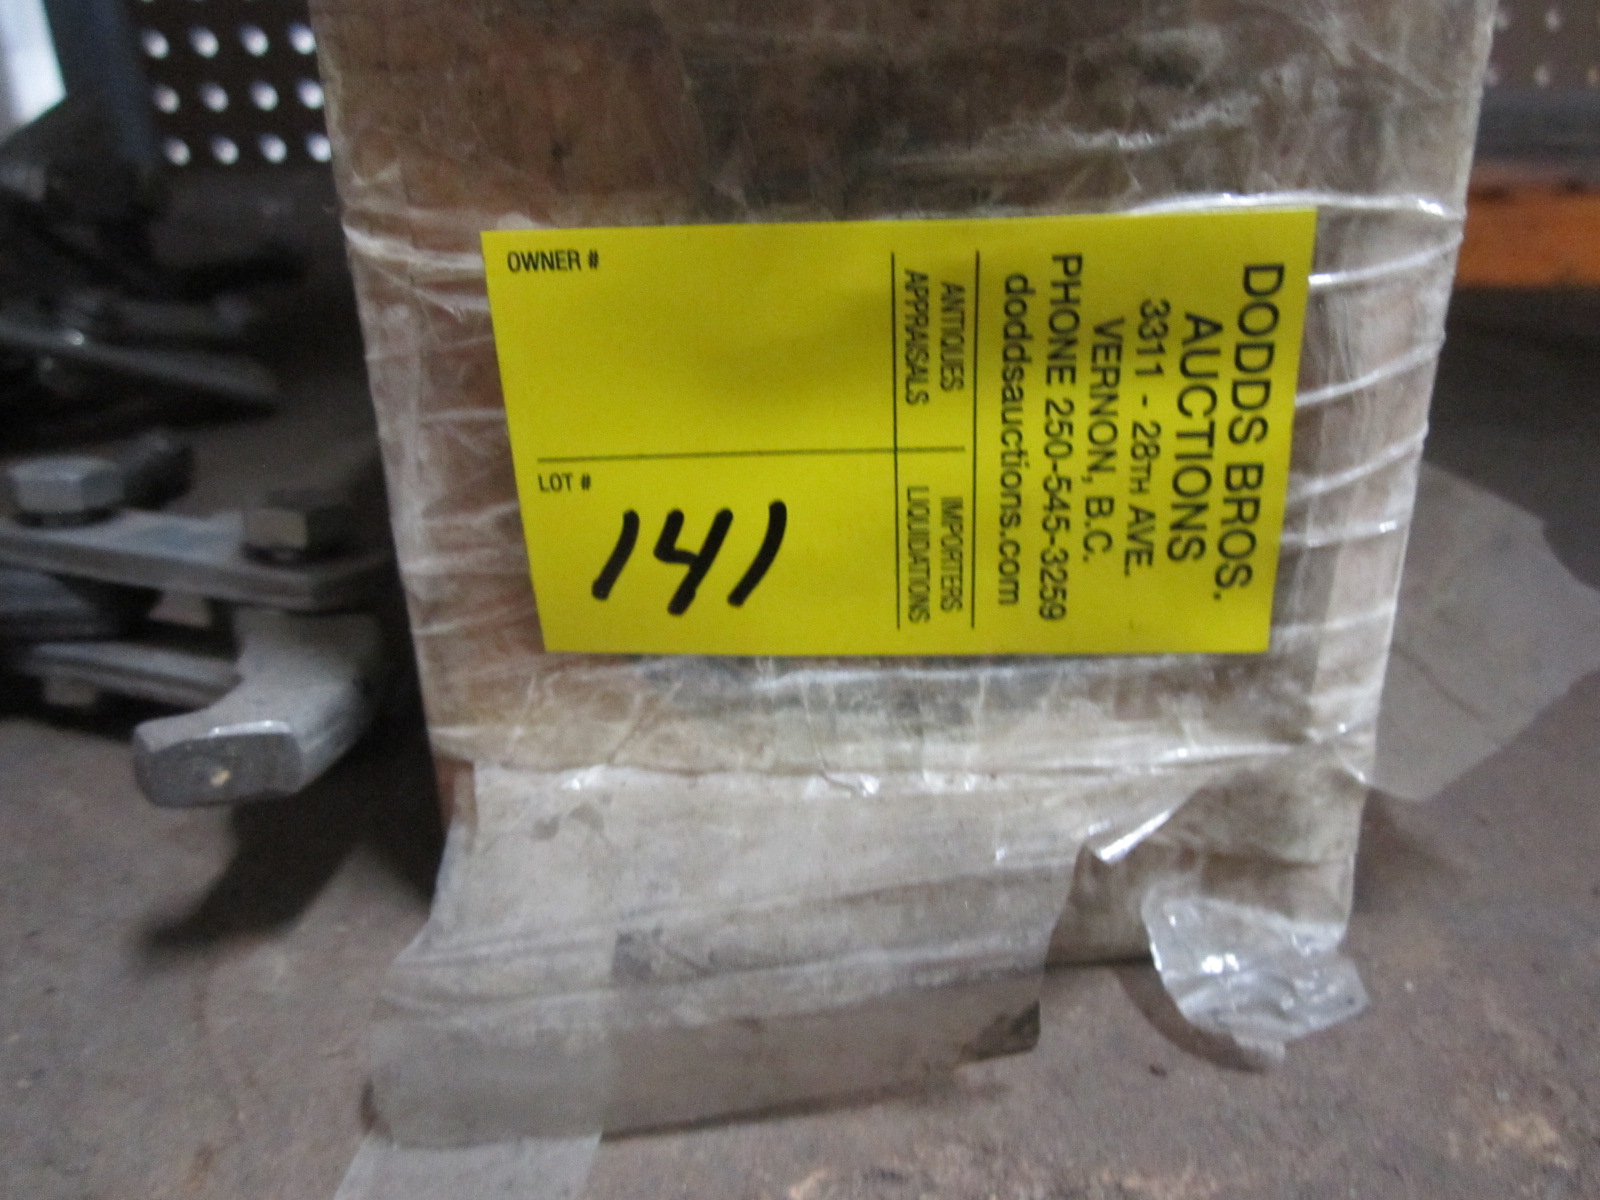 DODDS BROS.
AUCTIONS
3311 - 28TH AVE.
VERNON, B.C.
PHONE 250-545-3259
doddsauctions.com
ANTIQUES IMPORTERS
APPRAISALS LIQUIDATIONS
OWNER #
LOT #
141